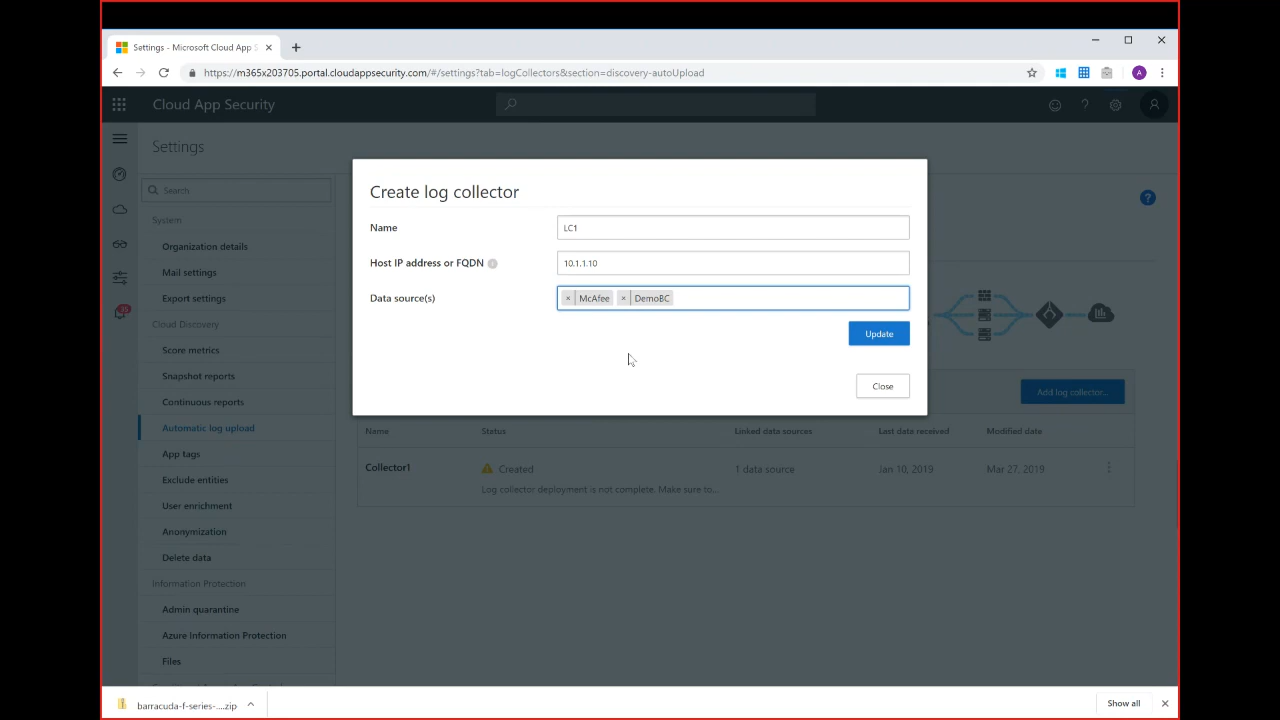 Settings - Microsoft Cloud App S
https://m365x203705.portal.cloudappsecurity.com/#/settings?tab=logCollectors&section=discovery-autoUpload
A
Cloud App Security
Settings
Search
System
Organization details
Mail settings
Export settings
Cloud Discovery
Score metrics
Snapshot reports
Continuous reports
Automatic log upload
App tags
Exclude entities
User enrichment
Anonymization
Delete data
Information Protection
Admin quarantine
Azure Information Protection
Files
Create log collector
Name
LC1
Host IP address or FQDN
10.1.1.10
Data source(s)
× McAfee × DemoBC
Update
Close
Add log collector...
Name Status Linked data sources Last data received Modified date
Collector1 Created 1 data source Jan 10, 2019 Mar 27, 2019
Log collector deployment is not complete. Make sure to...
barracuda-f-series-....zip
Show all